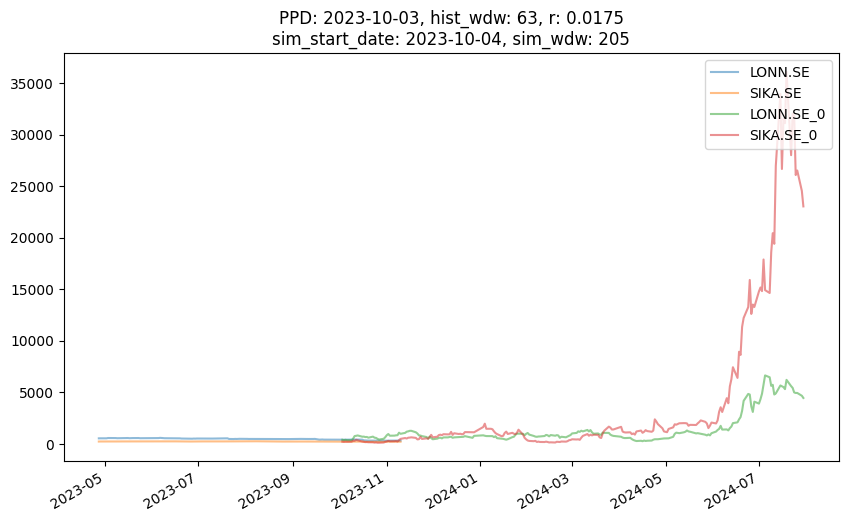 PPD: 2023-10-03, hist_wdw: 63, r: 0.0175
sim_start_date: 2023-10-04, sim_wdw: 205
LONN.SE
SIKA.SE
LONN.SE_0
SIKA.SE_0
35000
30000
25000
20000
15000
10000
5000
0
2023-05
2023-07
2023-09
2023-11
2024-01
2024-03
2024-05
2024-07